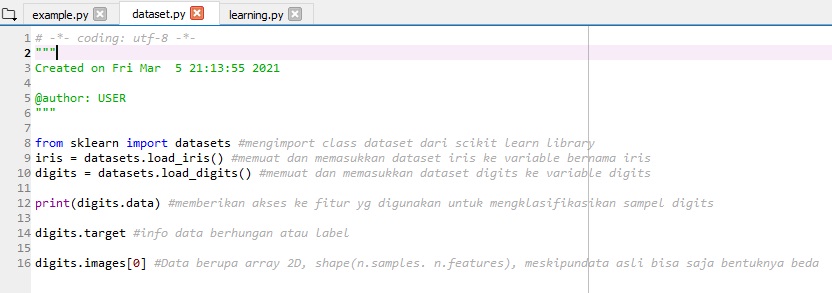 example.py dataset.py learning.py
1 # -*- coding: utf-8 -*-
2 """
3 Created on Fri Mar  5 21:13:55 2021
4
5 @author: USER
6 """
7
8 from sklearn import datasets #mengimport class dataset dari scikit learn library
9 iris = datasets.load_iris() #memuat dan memasukkan dataset iris ke variable bernama iris
10 digits = datasets.load_digits() #memuat dan memasukkan dataset digits ke variable digits
11
12 print(digits.data) #memberikan akses ke fitur yg digunakan untuk mengklasifikasikan sampel digits
13
14 digits.target #info data berhungan atau label
15
16 digits.images[0] #Data berupa array 2D, shape(n.samples. n.features), meskipundata asli bisa saja bentuknya beda